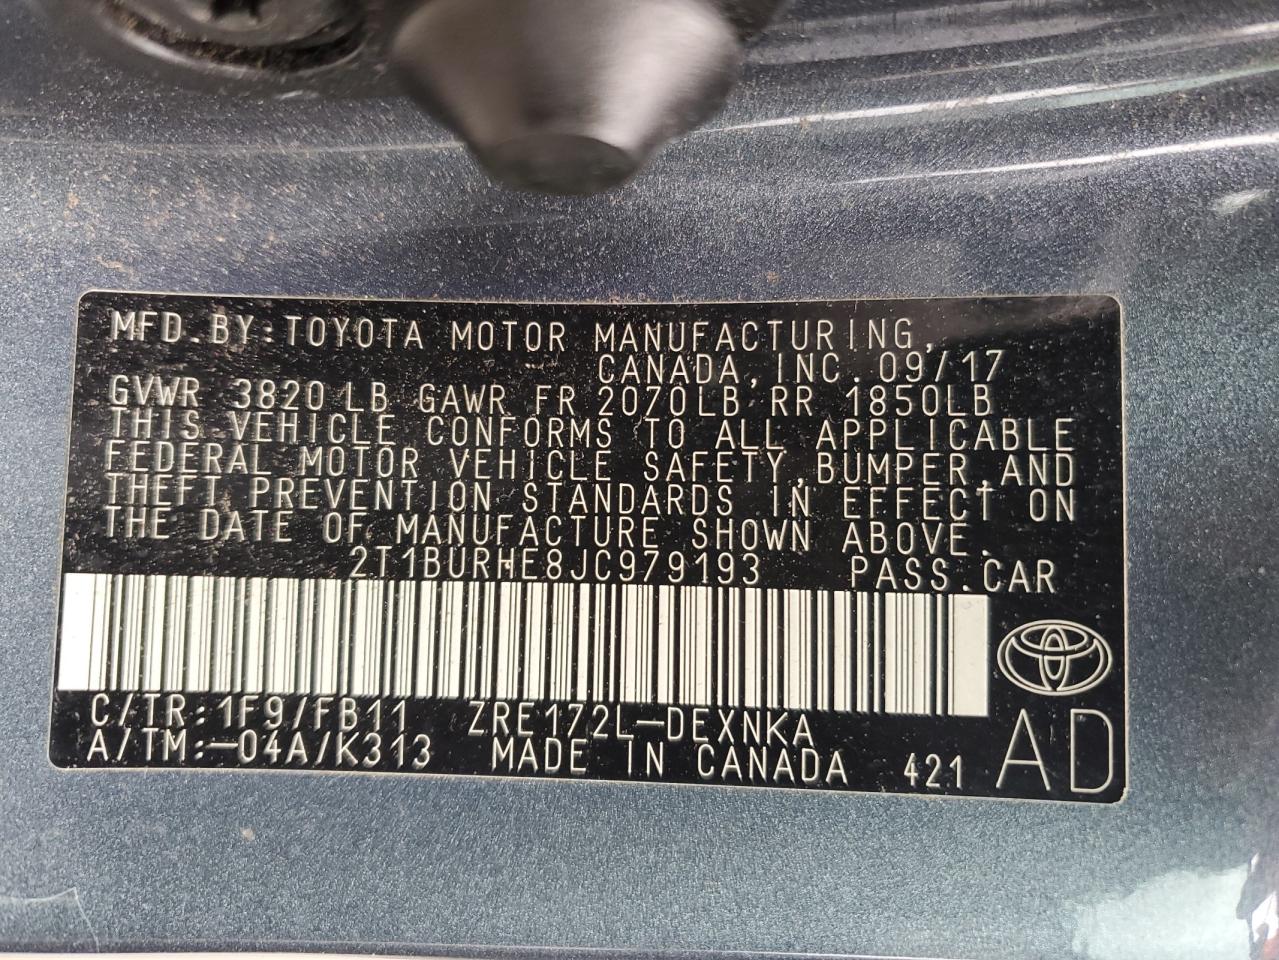 MFD.BY:TOYOTA MOTOR MANUFACTURING,
CANADA,INC.09/17
GVWR 3820LB GAWR FR 2070LB RR 1850LB
THIS VEHICLE CONFORMS TO ALL APPLICABLE
FEDERAL MOTOR VEHICLE SAFETY,BUMPER,AND
THEFT PREVENTION STANDARDS IN EFFECT ON
THE DATE OF MANUFACTURE SHOWN ABOVE.
2T1BURHE8JC979193 PASS.CAR
C/TR:1F9/FB11 ZRE172L-DEXNKA
A/TM:-04A/K313 MADE IN CANADA 421 AD